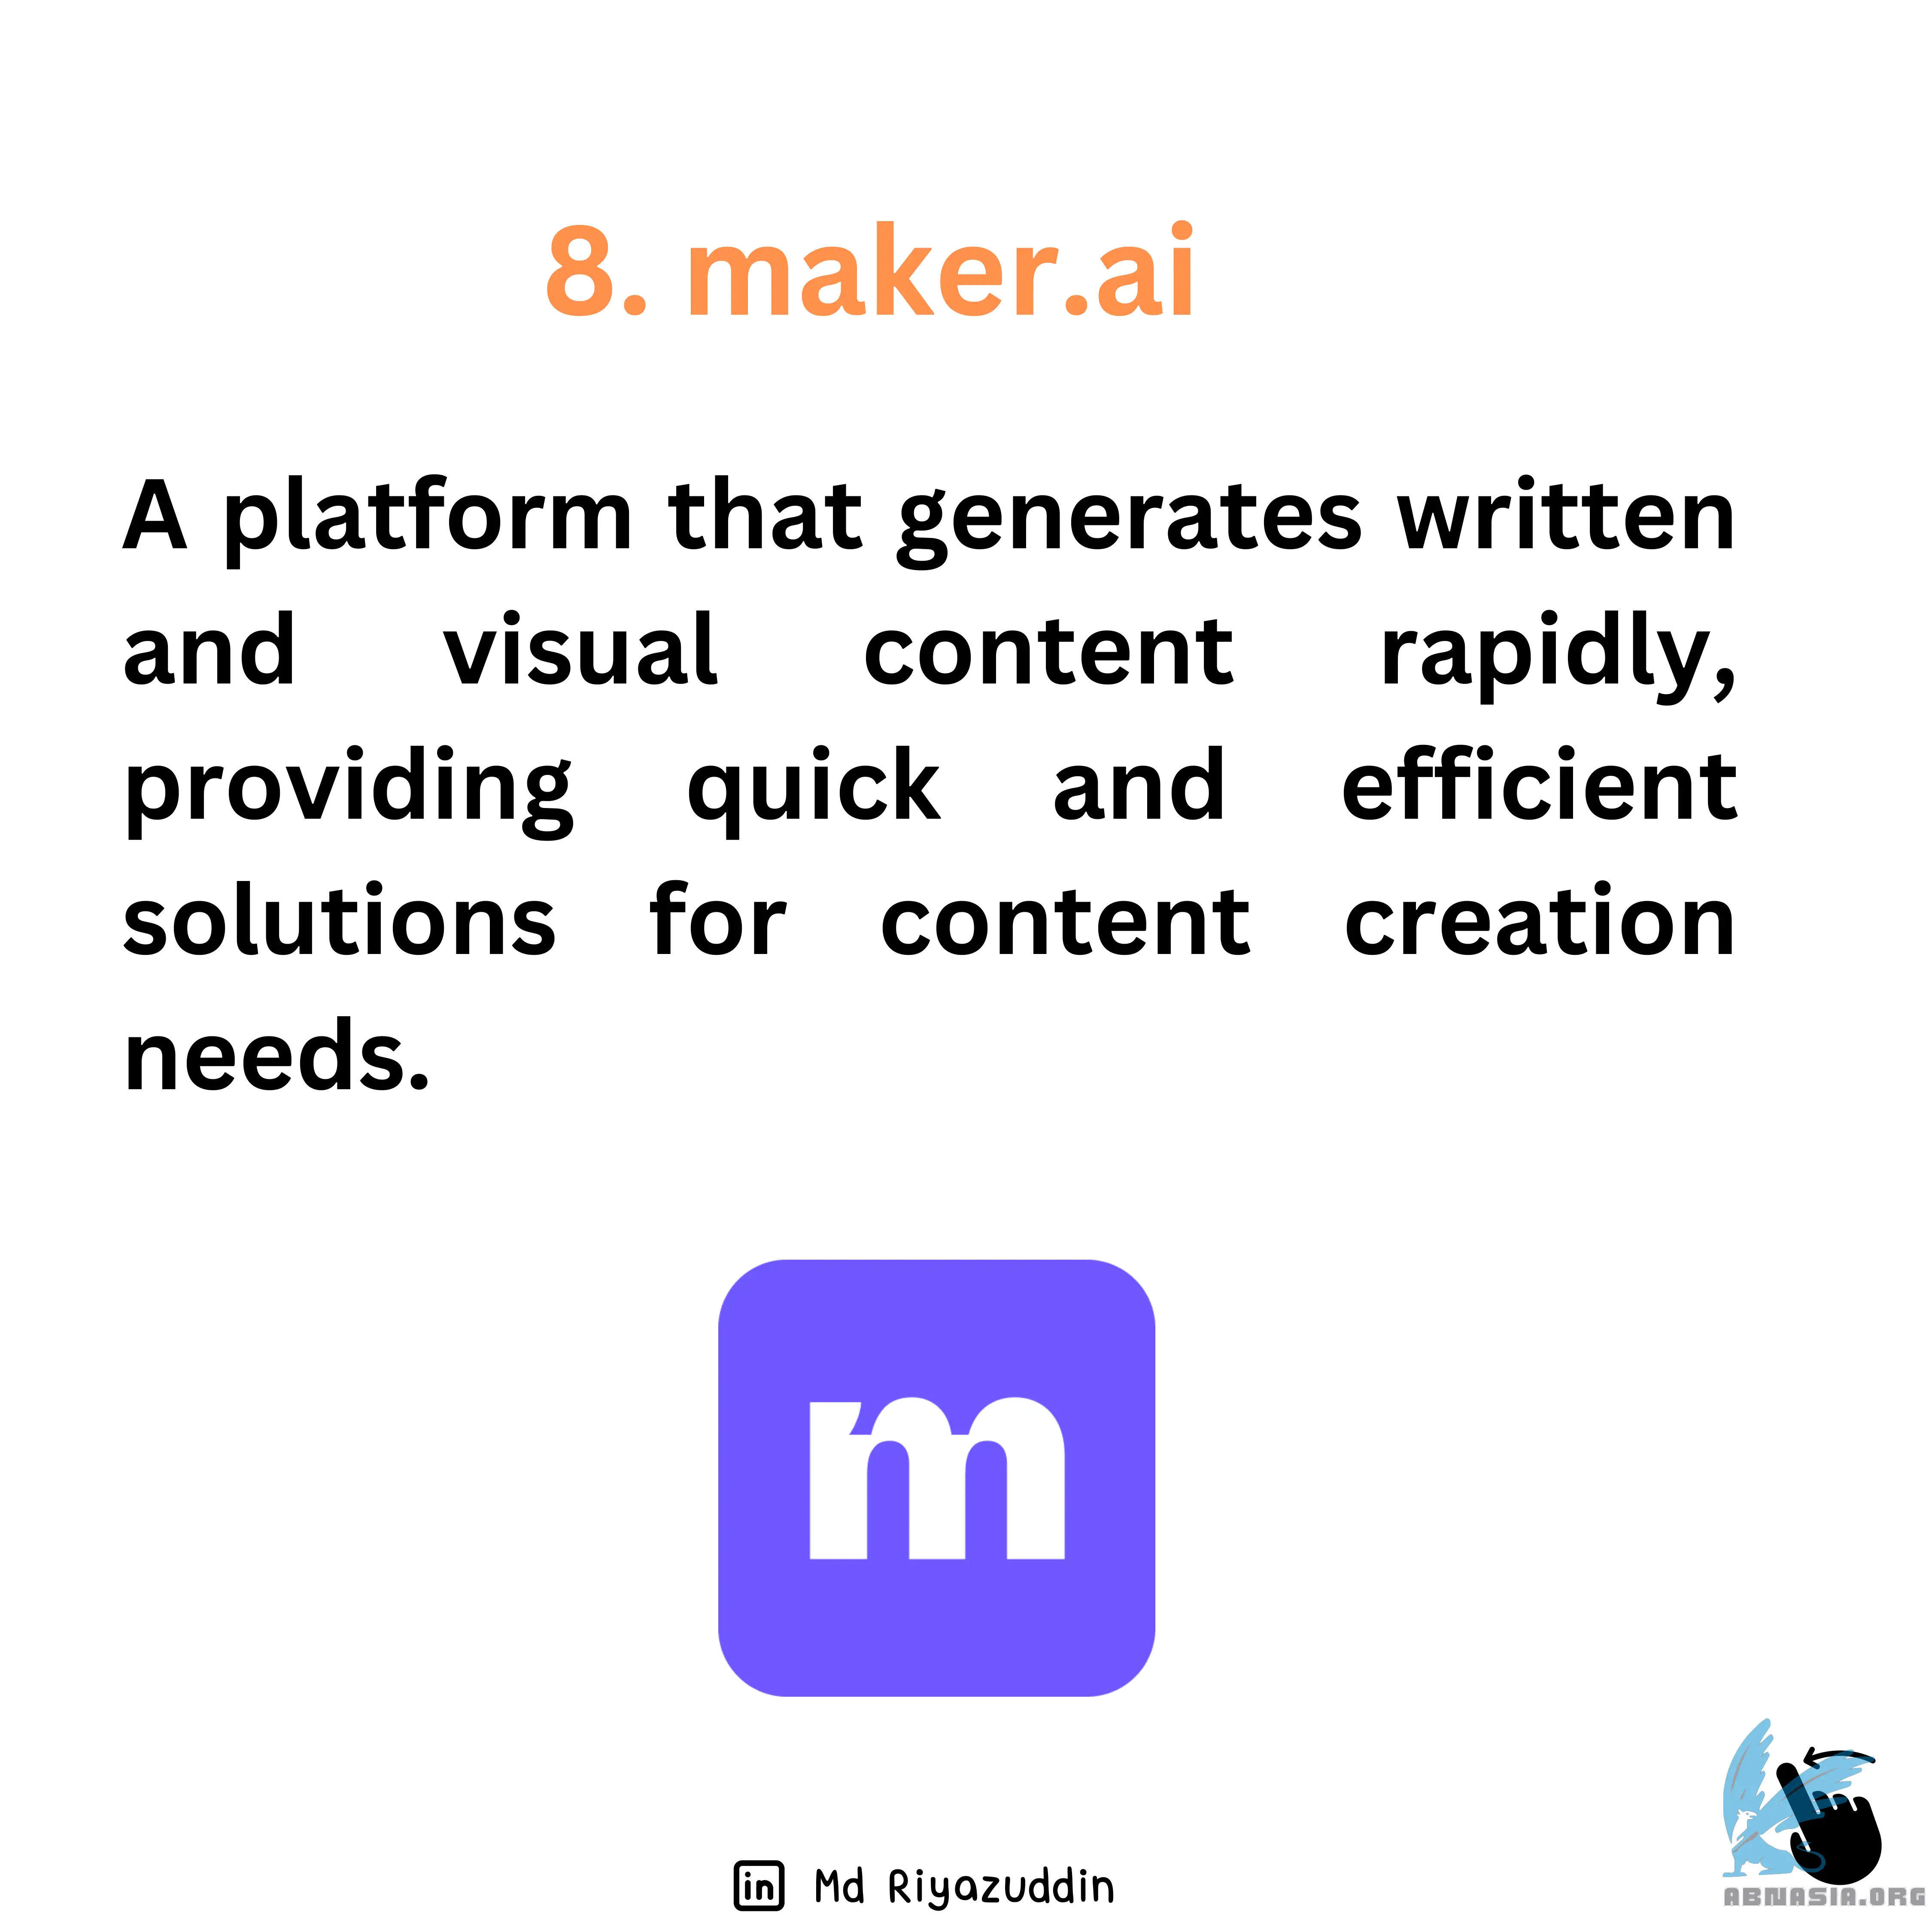 8. maker.ai
A platform that generates written
and visual content rapidly,
providing quick and efficient
solutions for content creation
needs.
m
in Md Riyazuddin
ABWASIA.ORG